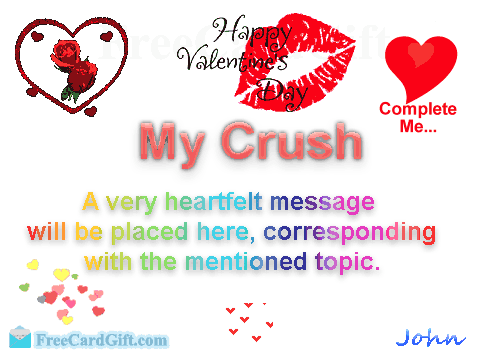 FreeCardGift
Happy
Valentine's
Day
Complete
Me...
My Crush
A very heartfelt message
will be placed here, corresponding
with the mentioned topic.
FreeCardGift.com
John